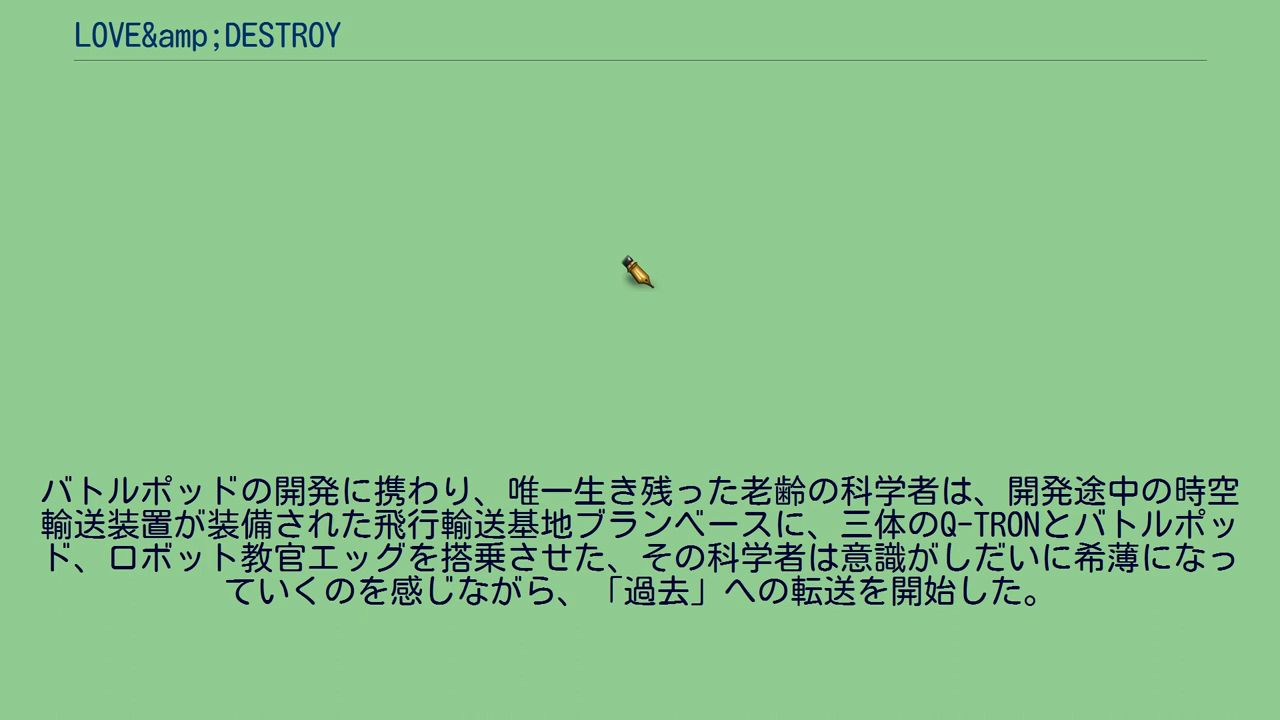 LOVE&amp;DESTROY
バトルポッドの開発に携わり、唯一生き残った老齢の科学者は、開発途中の時空
輸送装置が装備された飛行輸送基地ブランベースに、三体のQ-TRONとバトルポッ
ド、ロボット教官エッグを搭乗させた、その科学者は意識がしだいに希薄になっ
ていくのを感じながら、「過去」への転送を開始した。